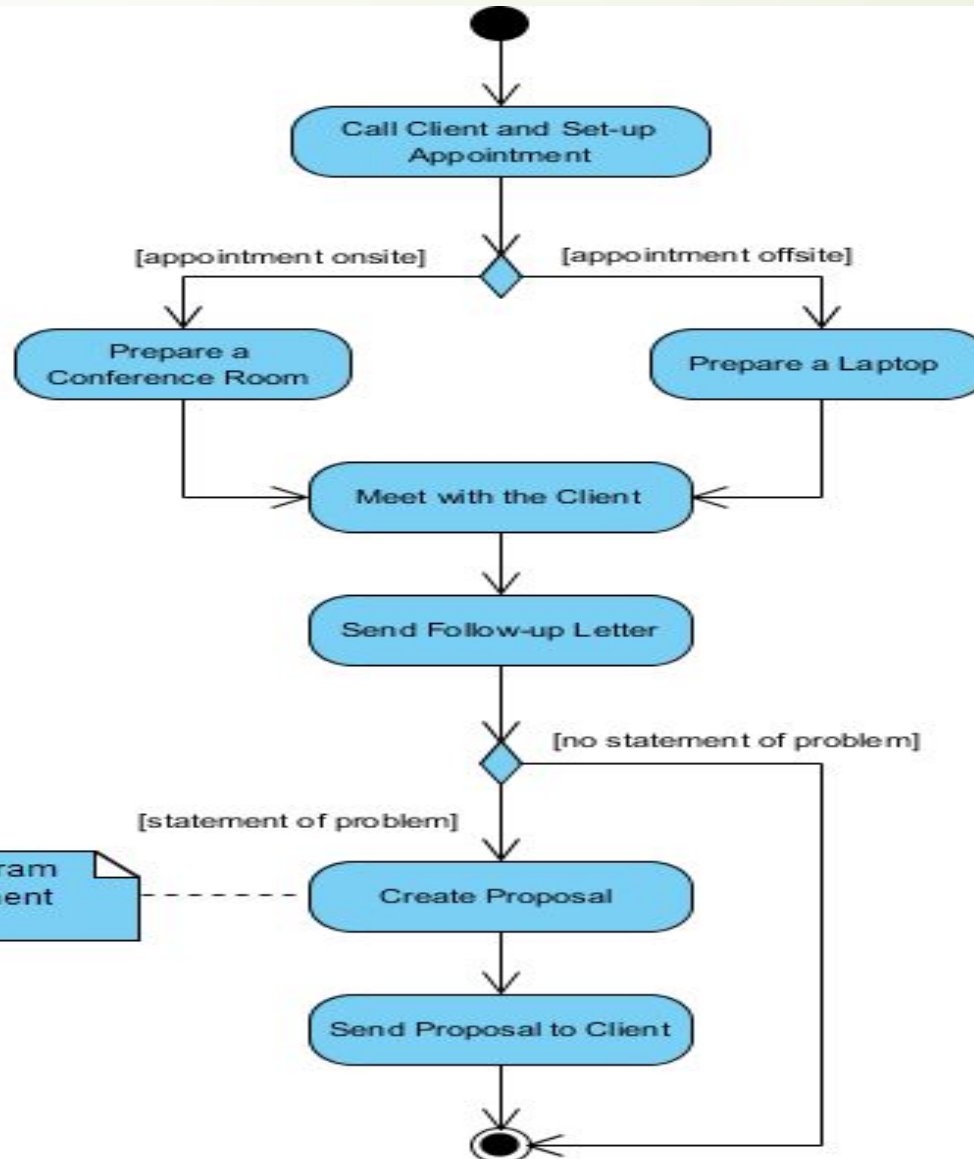 Call Client and Set-up
Appointment
[appointment onsite]
[appointment offsite]
Prepare a
Conference Room
Prepare a Laptop
Meet with the Client
Send Follow-up Letter
[no statement of problem]
[statement of problem]
ram
ent
Create Proposal
Send Proposal to Client